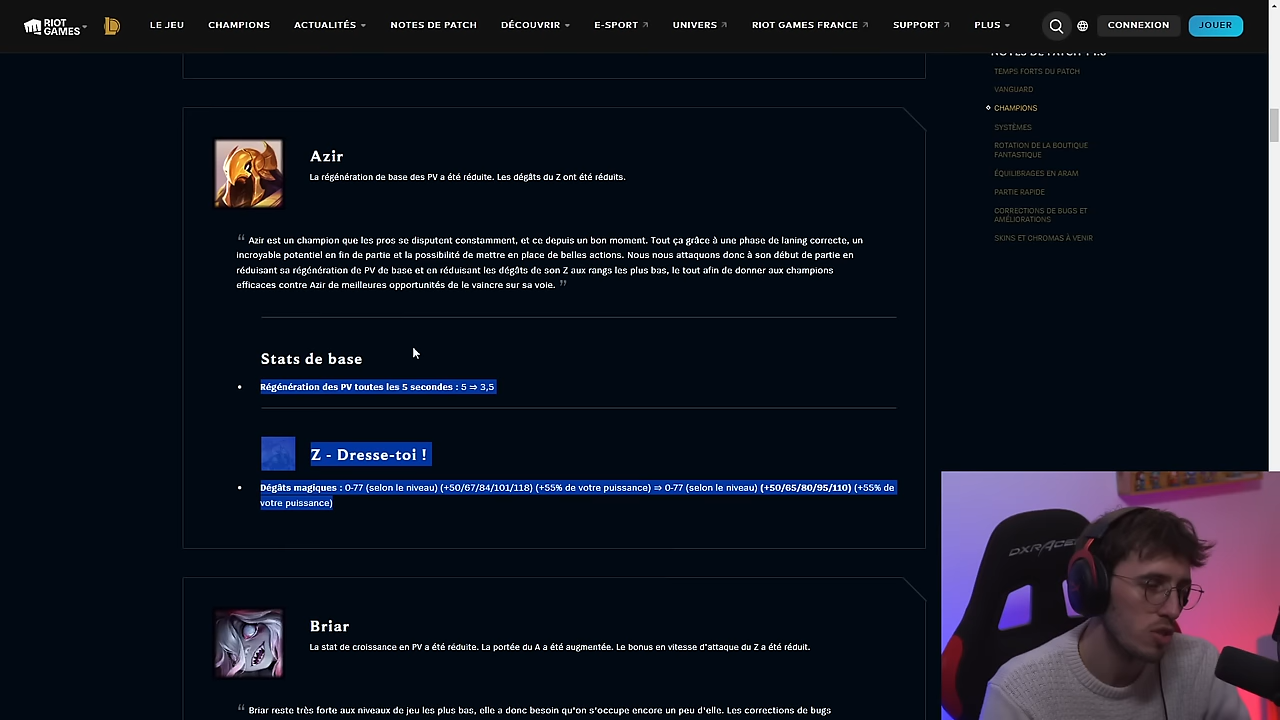 RIOT GAMES
LE JEU
CHAMPIONS
ACTUALITÉS
NOTES DE PATCH
DÉCOUVRIR
E-SPORT
UNIVERS
RIOT GAMES FRANCE
SUPPORT
PLUS
CONNEXION
JOUER
NOTES DE PATCH
TEMPS FORTS DU PATCH
VANGUARD
CHAMPIONS
SYSTÈMES
ROTATION DE LA BOUTIQUE
FANTASTIQUE
ÉQUILIBRAGES EN ARAM
PARTIE RAPIDE
CORRECTIONS DE BUGS ET
AMÉLIORATIONS
SKINS ET CHROMAS À VENIR
Azir
La régénération de base des PV a été réduite. Les dégâts du Z ont été réduits.
“ Azir est un champion que les pros se disputent constamment, et ce depuis un bon moment. Tout ça grâce à une phase de laning correcte, un
incroyable potentiel en fin de partie et la possibilité de mettre en place de belles actions. Nous nous attaquons donc à son début de partie en
réduisant sa régénération de PV de base et en réduisant les dégâts de son Z aux rangs les plus bas, le tout afin de donner aux champions
efficaces contre Azir de meilleures opportunités de le vaincre sur sa voie. ”
Stats de base
• Régénération des PV toutes les 5 secondes : 5 ⇒ 3,5
Z - Dresse-toi !
• Dégâts magiques : 0-77 (selon le niveau) (+50/67/84/101/118) (+55% de votre puissance) ⇒ 0-77 (selon le niveau) (+50/65/80/95/110) (+55% de
votre puissance)
Briar
La stat de croissance en PV a été réduite. La portée du A a été augmentée. Le bonus en vitesse d'attaque du Z a été réduit.
“ Briar reste très forte aux niveaux de jeu les plus bas, elle a donc besoin qu'on s'occupe encore un peu d'elle. Les corrections de bugs